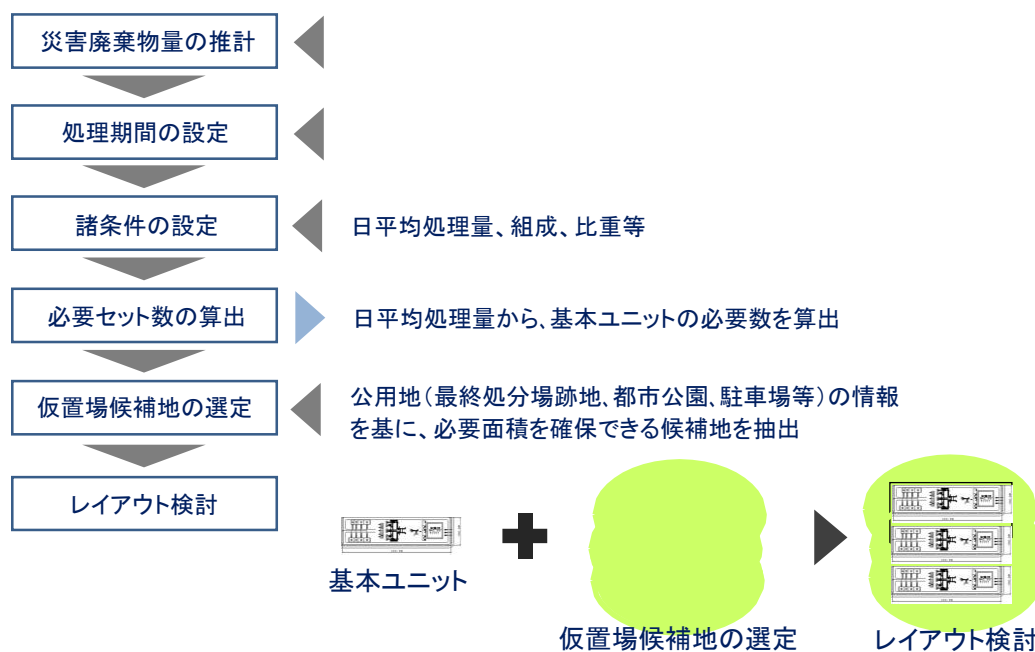 災害廃棄物量の推計
処理期間の設定
諸条件の設定
日平均処理量、組成、比重等
必要セット数の算出
日平均処理量から、基本ユニットの必要数を算出
仮置場候補地の選定
公用地（最終処分場跡地、都市公園、駐車場等）の情報
を基に、必要面積を確保できる候補地を抽出
レイアウト検討
基本ユニット
仮置場候補地の選定
レイアウト検討